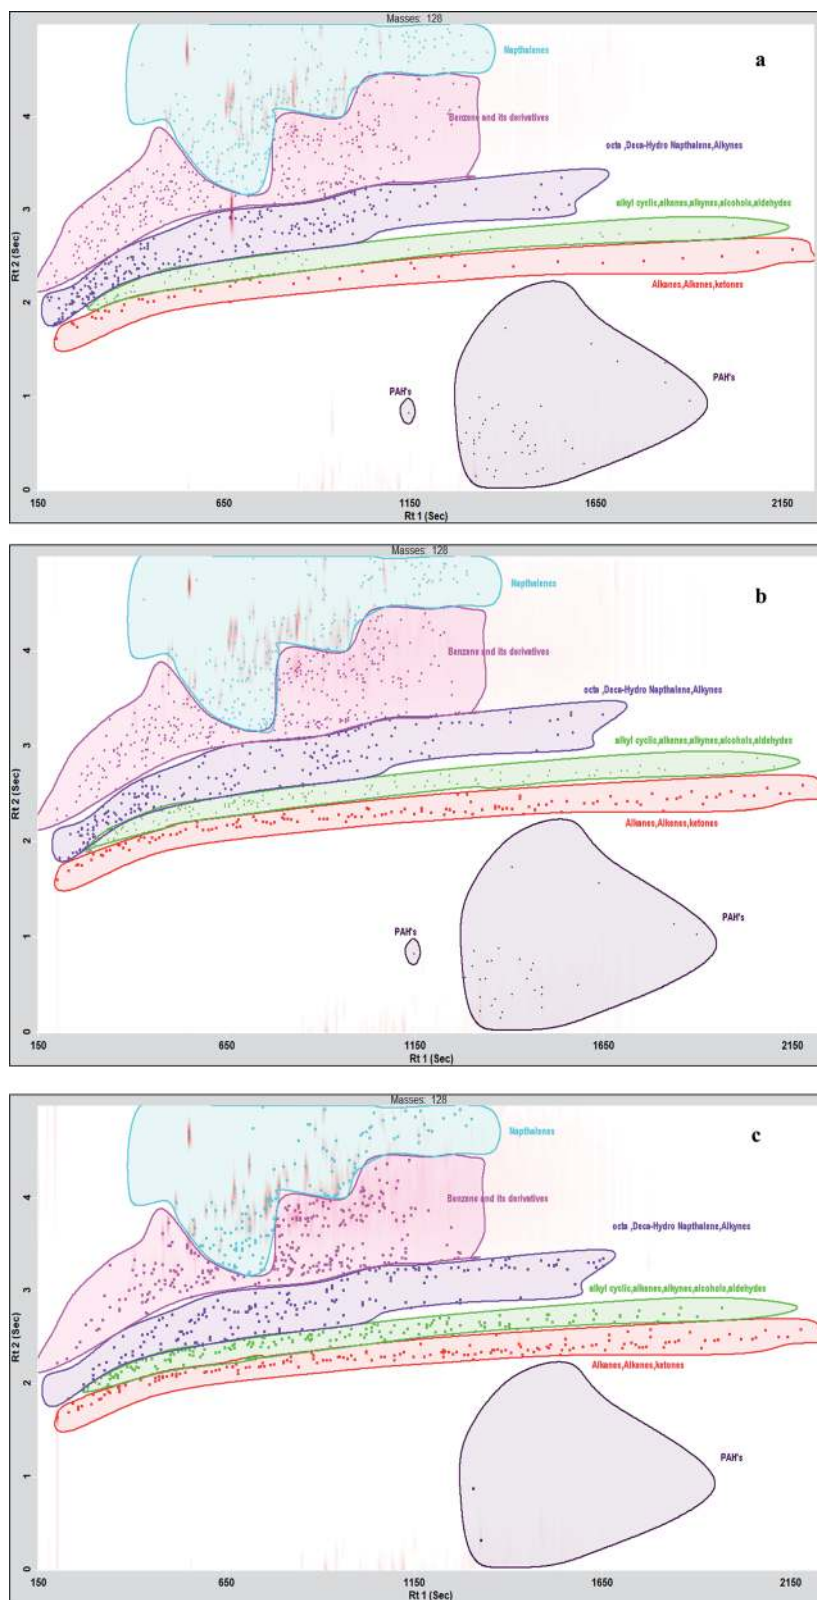 Masses: 128
a
Napthalenes
4
Benzene and its derivatives
octa ,Deca-Hydro Napthalene,Alkynes
3
alkyl cyclic,alkenes,alkynes,alcohols,aldehydes
Rt 2 (Sec)
2
Alkanes,Alkenes,ketones
PAH's
PAH's
1
0
150 650 1150 1650 2150
Rt 1 (Sec)
Masses: 128
b
Napthalenes
4
Benzene and its derivatives
octa ,Deca-Hydro Napthalene,Alkynes
3
alkyl cyclic,alkenes,alkynes,alcohols,aldehydes
Rt 2 (Sec)
2
Alkanes,Alkenes,ketones
PAH's
PAH's
1
0
150 650 1150 1650 2150
Rt 1 (Sec)
Masses: 128
c
Napthalenes
4
Benzene and its derivatives
octa ,Deca-Hydro Napthalene,Alkynes
3
alkyl cyclic,alkanes,alkynes,alcohols,aldehydes
Rt 2 (Sec)
2
Alkanes,Alkenes,ketones
PAH's
1
0
150 650 1150 1650 2150
Rt 1 (Sec)